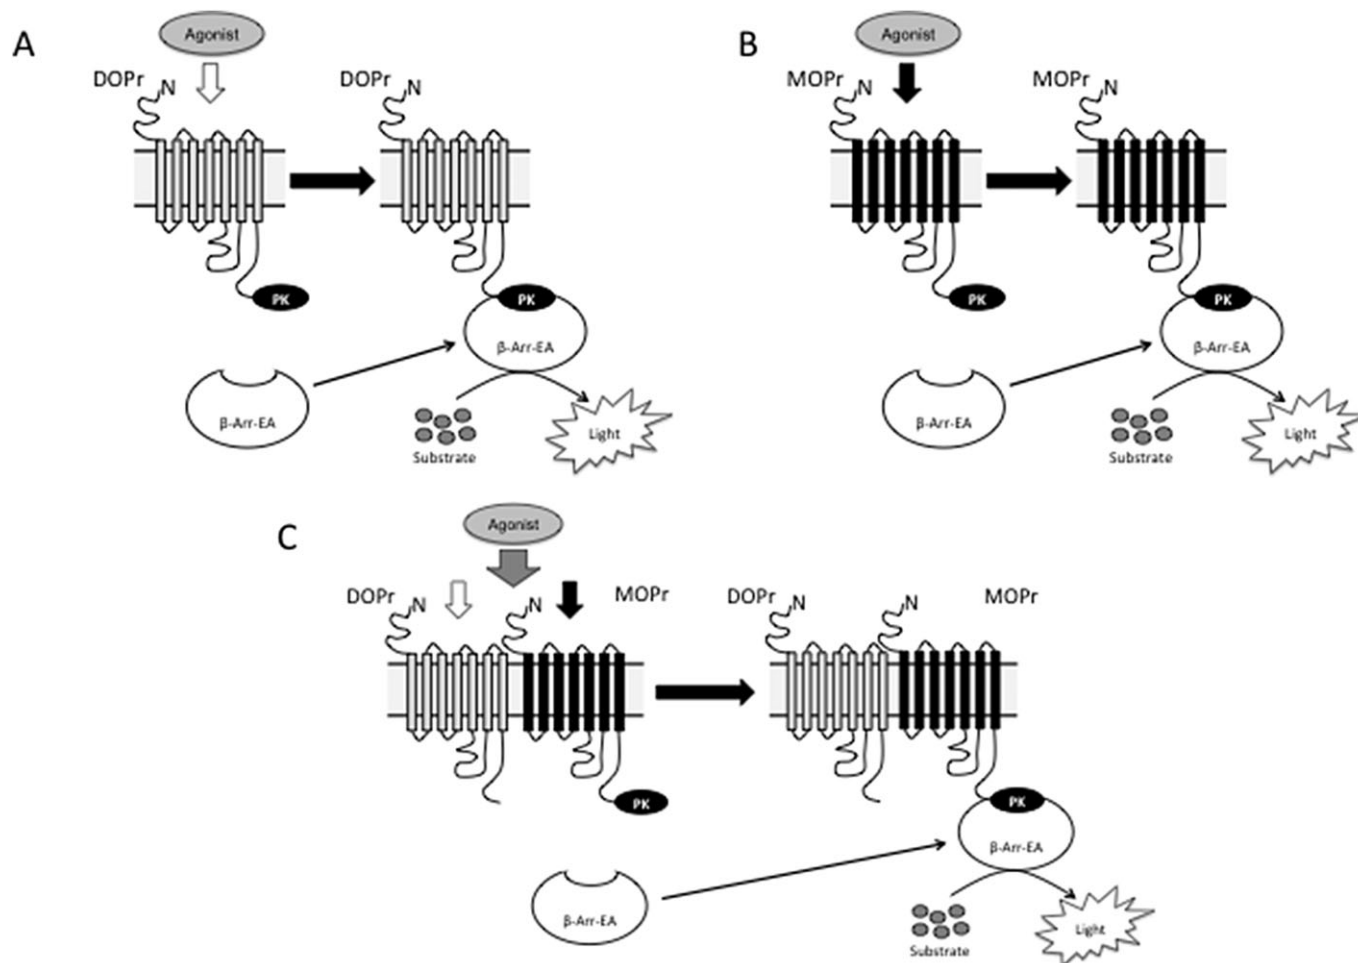 A
Agonist
DOPr
N
DOPr
N
PK
PK
β-Arr-EA
β-Arr-EA
Substrate
Light
B
Agonist
MOPr
N
MOPr
N
PK
PK
β-Arr-EA
β-Arr-EA
Substrate
Light
C
Agonist
DOPr
N
N
MOPr
DOPr
N
N
MOPr
PK
PK
β-Arr-EA
β-Arr-EA
Substrate
Light